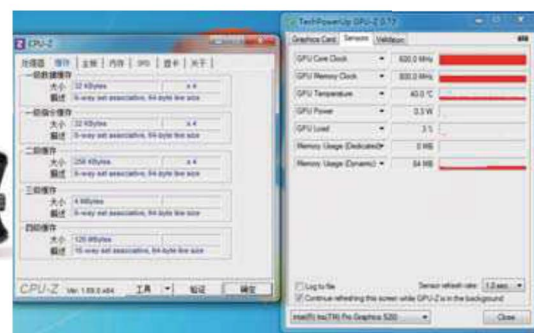 CPU-Z
处理器 缓存 主板 内存 SPD 显卡 关于
一级数据缓存
大小 32 KBytes x 4
描述 8-way set associative, 64-byte line size
一级指令缓存
大小 32 KBytes x 4
描述 8-way set associative, 64-byte line size
二级缓存
大小 256 KBytes x 4
描述 8-way set associative, 64-byte line size
三级缓存
大小 4 MBytes
描述
四级缓存
大小 128 MBytes
描述 16-way set associative, 64-byte line size
CPU-Z Ver. 1.69.0.x64 工具 验证 确定
TechPowerUp GPU-Z
Graphics Card Sensors Validation
GPU Core Clock 600.0 MHz
GPU Memory Clock 800.0 MHz
GPU Temperature 40.0 °C
GPU Power 0.3 W
GPU Load 3 %
Memory Usage (Dedicated) 0 MB
Memory Usage (Dynamic) 84 MB
Log to file Sensor refresh rate: 1.0 sec
Continue refreshing this screen while GPU-Z is in the background
Intel(R) Iris(TM) Pro Graphics 5200 Close